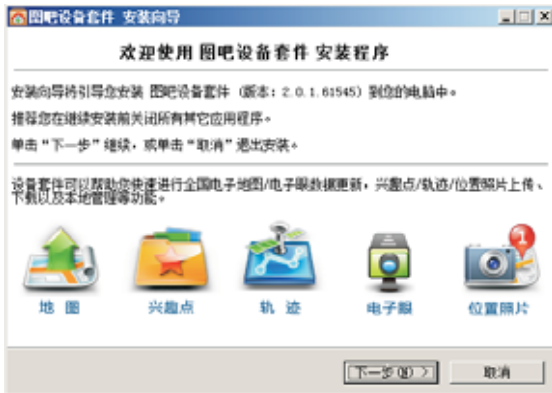 图吧设备套件 安装向导
欢迎使用 图吧设备套件 安装程序
安装向导将引导您安装 图吧设备套件 (版本：2.0.1.61545) 到您的电脑中。
推荐您在继续安装前关闭所有其它应用程序。
单击“下一步”继续，或单击“取消”退出安装。
设备套件可以帮助您快速进行全国电子地图/电子眼数据更新，兴趣点/轨迹/位置照片上传、
下载以及本地管理等功能。
1
地 图
兴趣点
轨 迹
电子眼
位置照片
下一步(N) >
取消